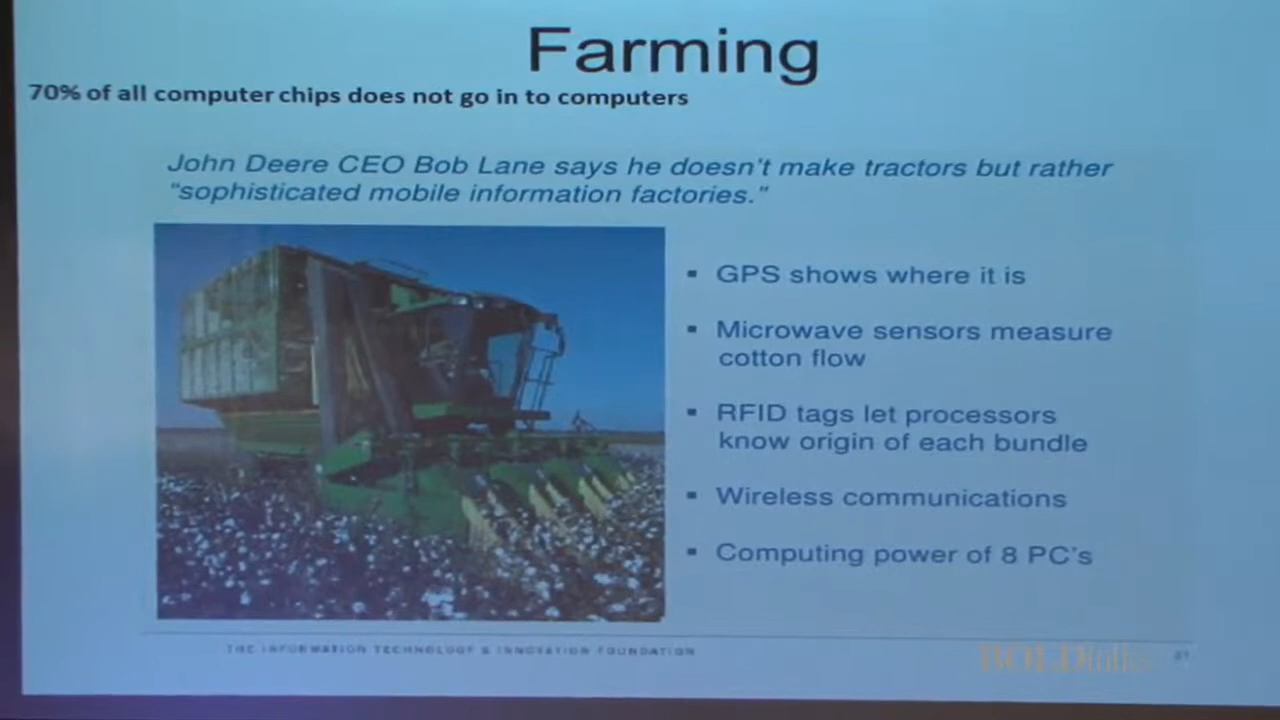 Farming
70% of all computer chips does not go in to computers
John Deere CEO Bob Lane says he doesn't make tractors but rather
"sophisticated mobile information factories."
▪ GPS shows where it is
▪ Microwave sensors measure
cotton flow
▪ RFID tags let processors
know origin of each bundle
▪ Wireless communications
▪ Computing power of 8 PC's
THE INFORMATION TECHNOLOGY & INNOVATION FOUNDATION
BOLDtalks